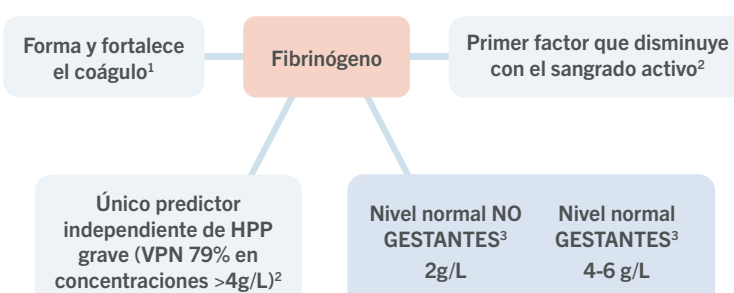 Forma y fortalece
el coágulo¹
Fibrinógeno
Primer factor que disminuye
con el sangrado activo²
Único predictor
independiente de HPP
grave (VPN 79% en
concentraciones >4g/L)²
Nivel normal NO
GESTANTES³
2g/L
Nivel normal
GESTANTES³
4-6 g/L